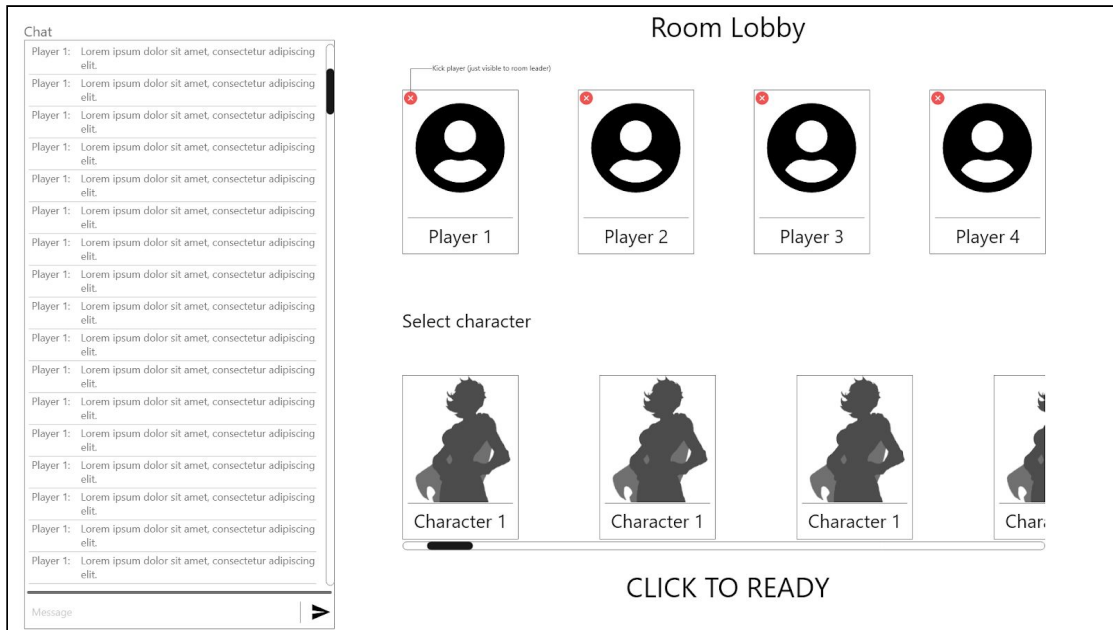 Room Lobby
Chat
Player 1: Lorem ipsum dolor sit amet, consectetur adipiscing
elit.
Player 1: Lorem ipsum dolor sit amet, consectetur adipiscing
elit.
Player 1: Lorem ipsum dolor sit amet, consectetur adipiscing
elit.
Player 1: Lorem ipsum dolor sit amet, consectetur adipiscing
elit.
Player 1: Lorem ipsum dolor sit amet, consectetur adipiscing
elit.
Player 1: Lorem ipsum dolor sit amet, consectetur adipiscing
elit.
Player 1: Lorem ipsum dolor sit amet, consectetur adipiscing
elit.
Player 1: Lorem ipsum dolor sit amet, consectetur adipiscing
elit.
Player 1: Lorem ipsum dolor sit amet, consectetur adipiscing
elit.
Player 1: Lorem ipsum dolor sit amet, consectetur adipiscing
elit.
Player 1: Lorem ipsum dolor sit amet, consectetur adipiscing
elit.
Player 1: Lorem ipsum dolor sit amet, consectetur adipiscing
elit.
Player 1: Lorem ipsum dolor sit amet, consectetur adipiscing
elit.
Player 1: Lorem ipsum dolor sit amet, consectetur adipiscing
elit.
Player 1: Lorem ipsum dolor sit amet, consectetur adipiscing
elit.
Player 1: Lorem ipsum dolor sit amet, consectetur adipiscing
elit.
Player 1: Lorem ipsum dolor sit amet, consectetur adipiscing
elit.
Message
Kick player (just visible to room leader)
Player 1 Player 2 Player 3 Player 4
Select character
Character 1 Character 1 Character 1 Chara
CLICK TO READY